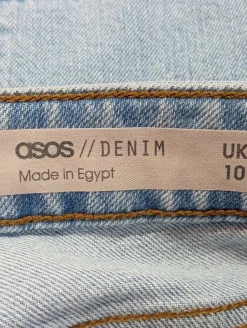 asos // DENIM UK
Made in Egypt 10